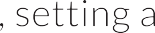 , setting a